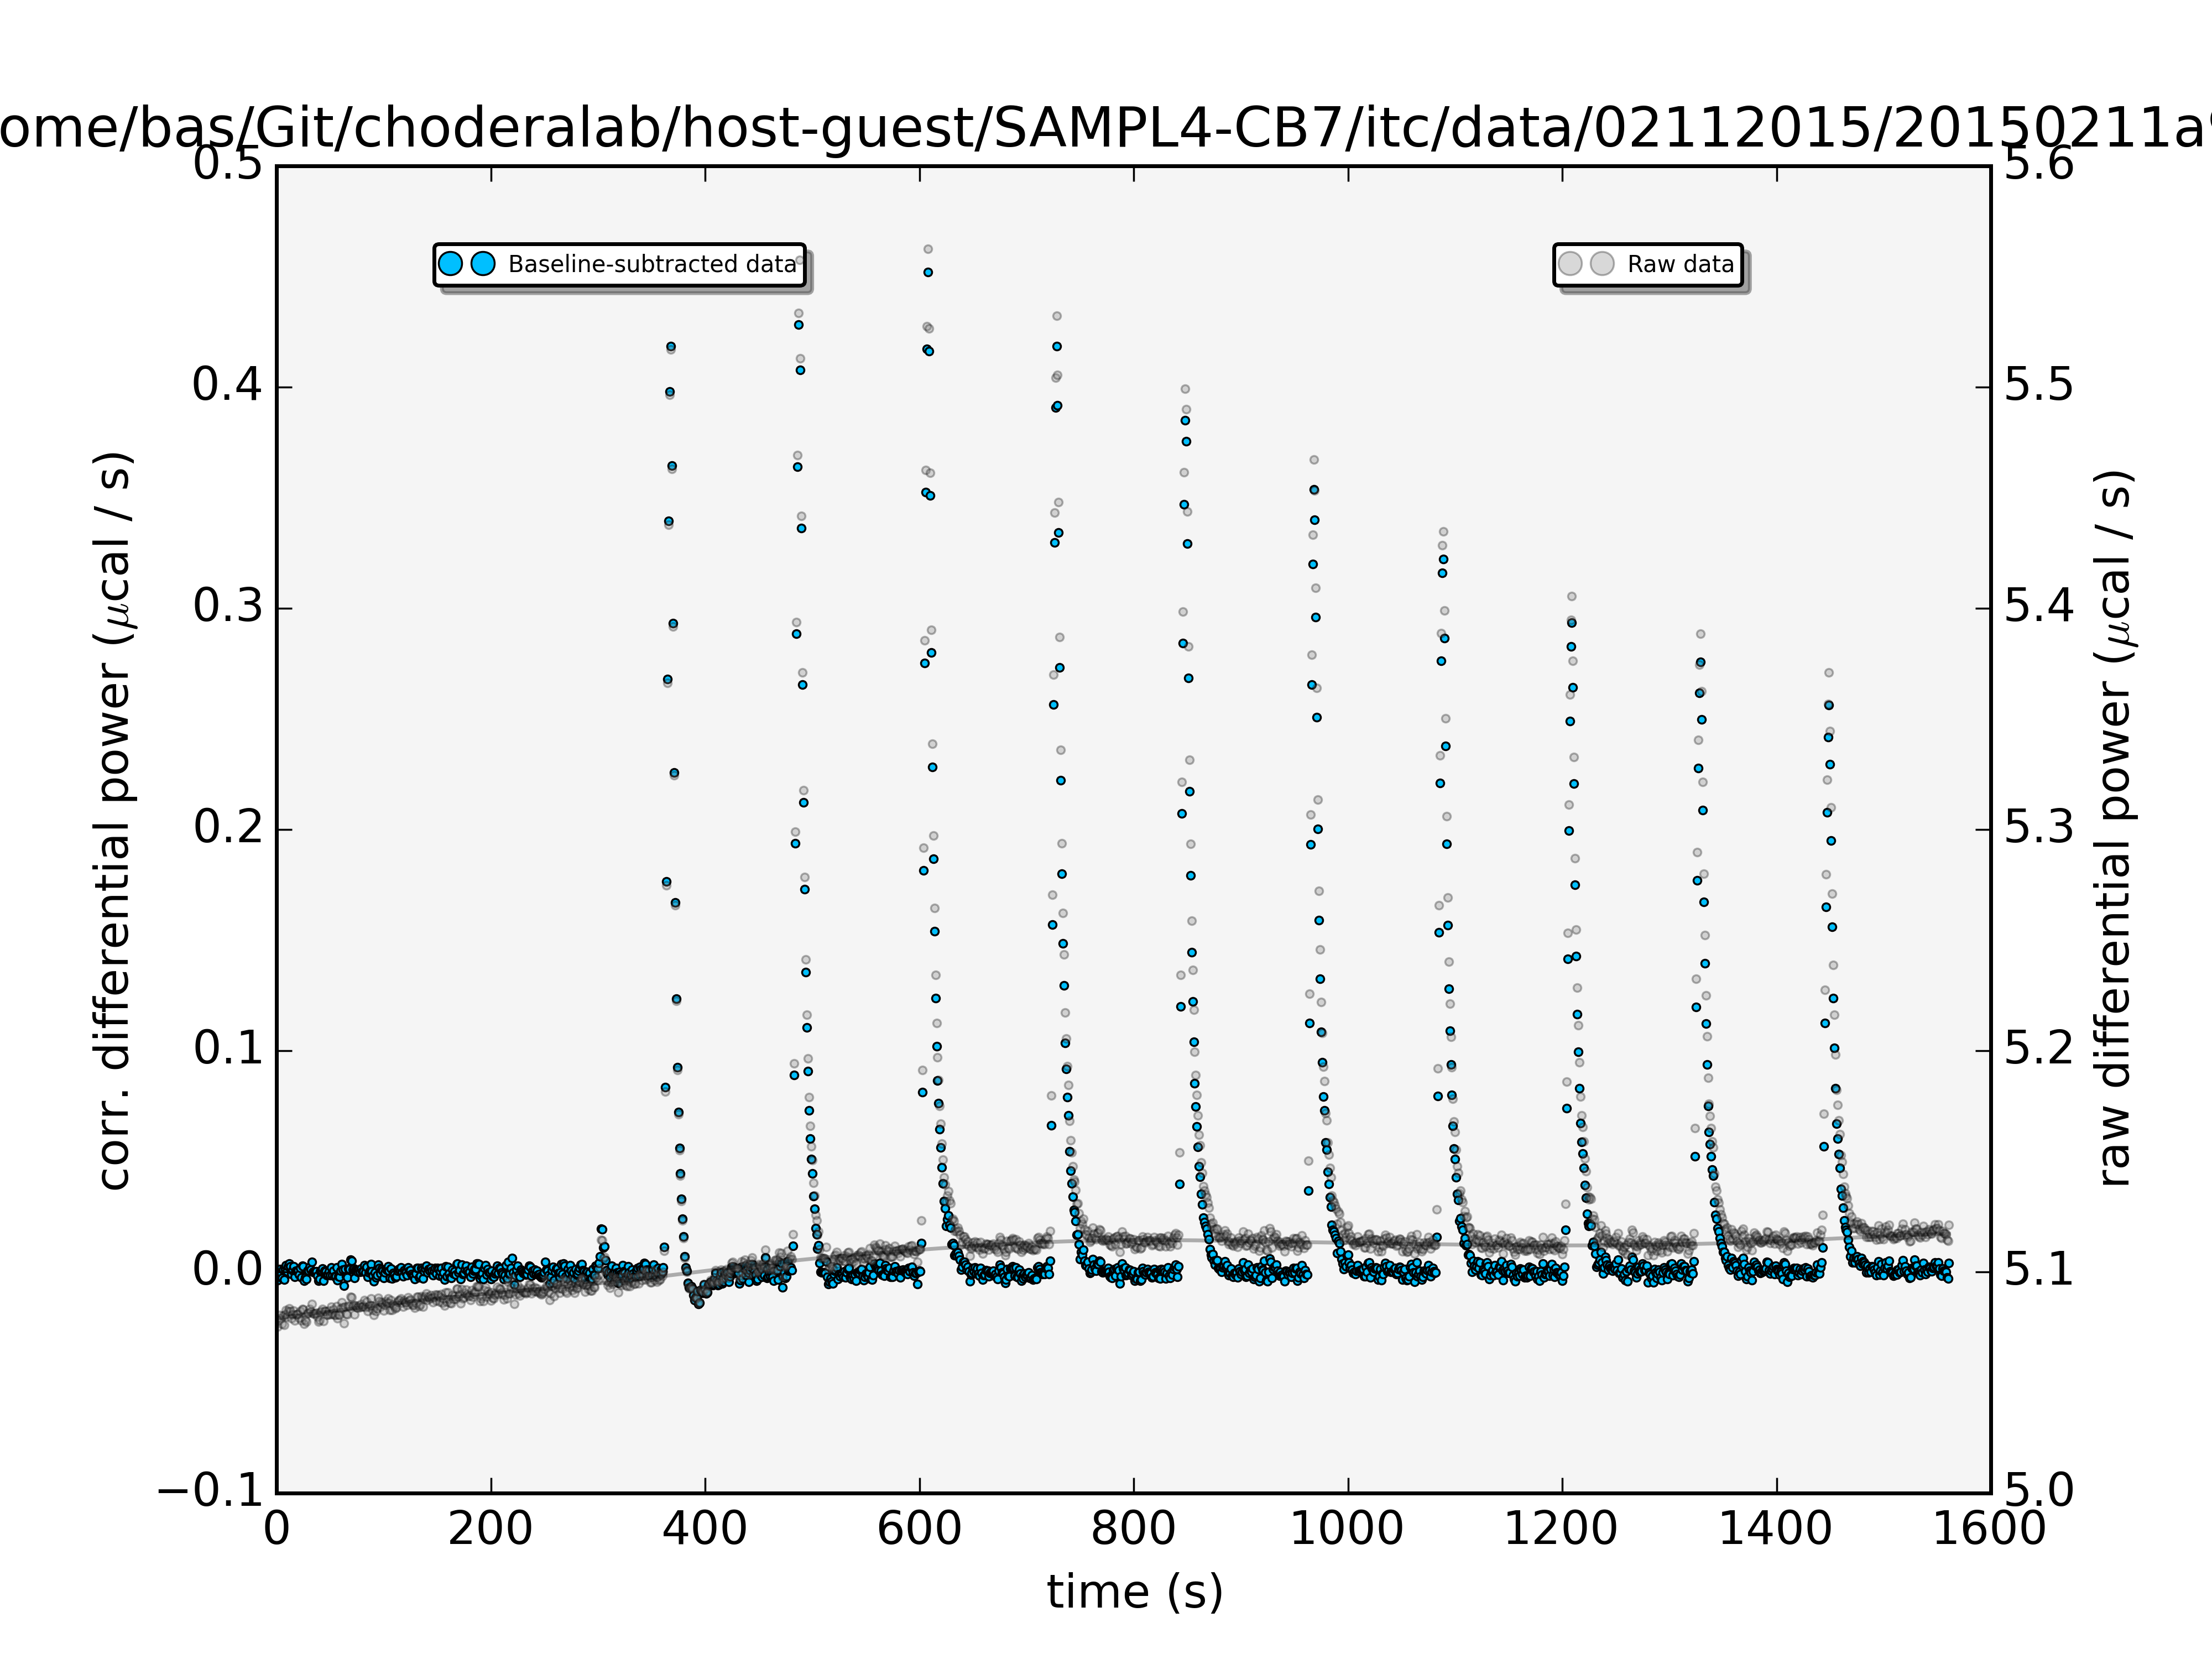 ome/bas/Git/choderalab/host-guest/SAMPL4-CB7/itc/data/02112015/20150211a
Baseline-subtracted data
Raw data
0.5
0.4
0.3
0.2
0.1
0.0
−0.1
corr. differential power (μcal / s)
5.6
5.5
5.4
5.3
5.2
5.1
5.0
raw differential power (μcal / s)
0 200 400 600 800 1000 1200 1400 1600
time (s)